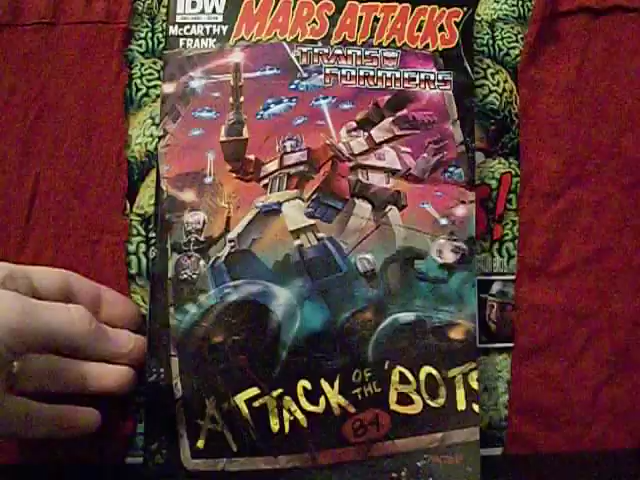 IDW
MARS ATTACKS
McCARTHY
FRANK
TRANSFORMERS
ATTACK OF THE 'BOTS
B-1